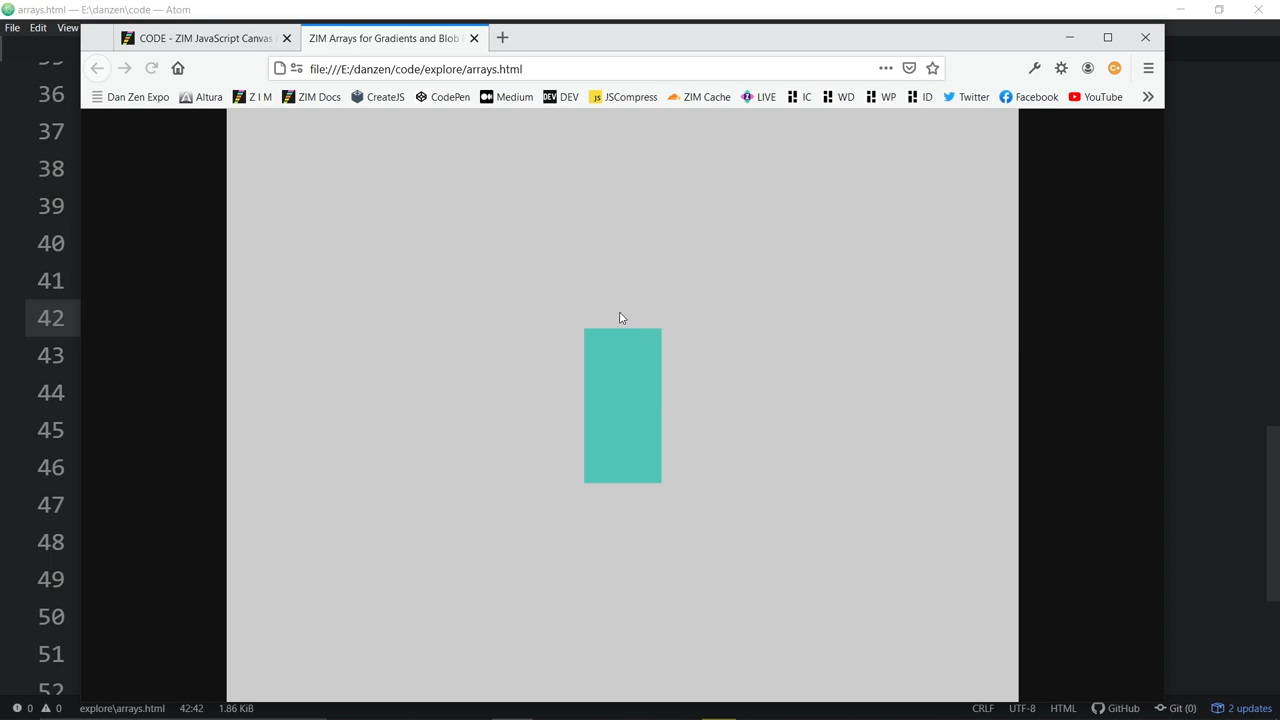 arrays.html — E:\danzen\code — Atom
File Edit View
CODE - ZIM JavaScript Canvas
ZIM Arrays for Gradients and Blob
file:///E:/danzen/code/explore/arrays.html
Dan Zen Expo Altura Z I M ZIM Docs CreateJS CodePen Medium DEV JSCompress ZIM Cache LIVE IC WD WP ID Twitter Facebook YouTube
36
37
38
39
40
41
42
43
44
45
46
47
48
49
50
51
52
0 0 explore\arrays.html 42:42 1.86 KiB CRLF UTF-8 HTML GitHub Git (0) 2 updates